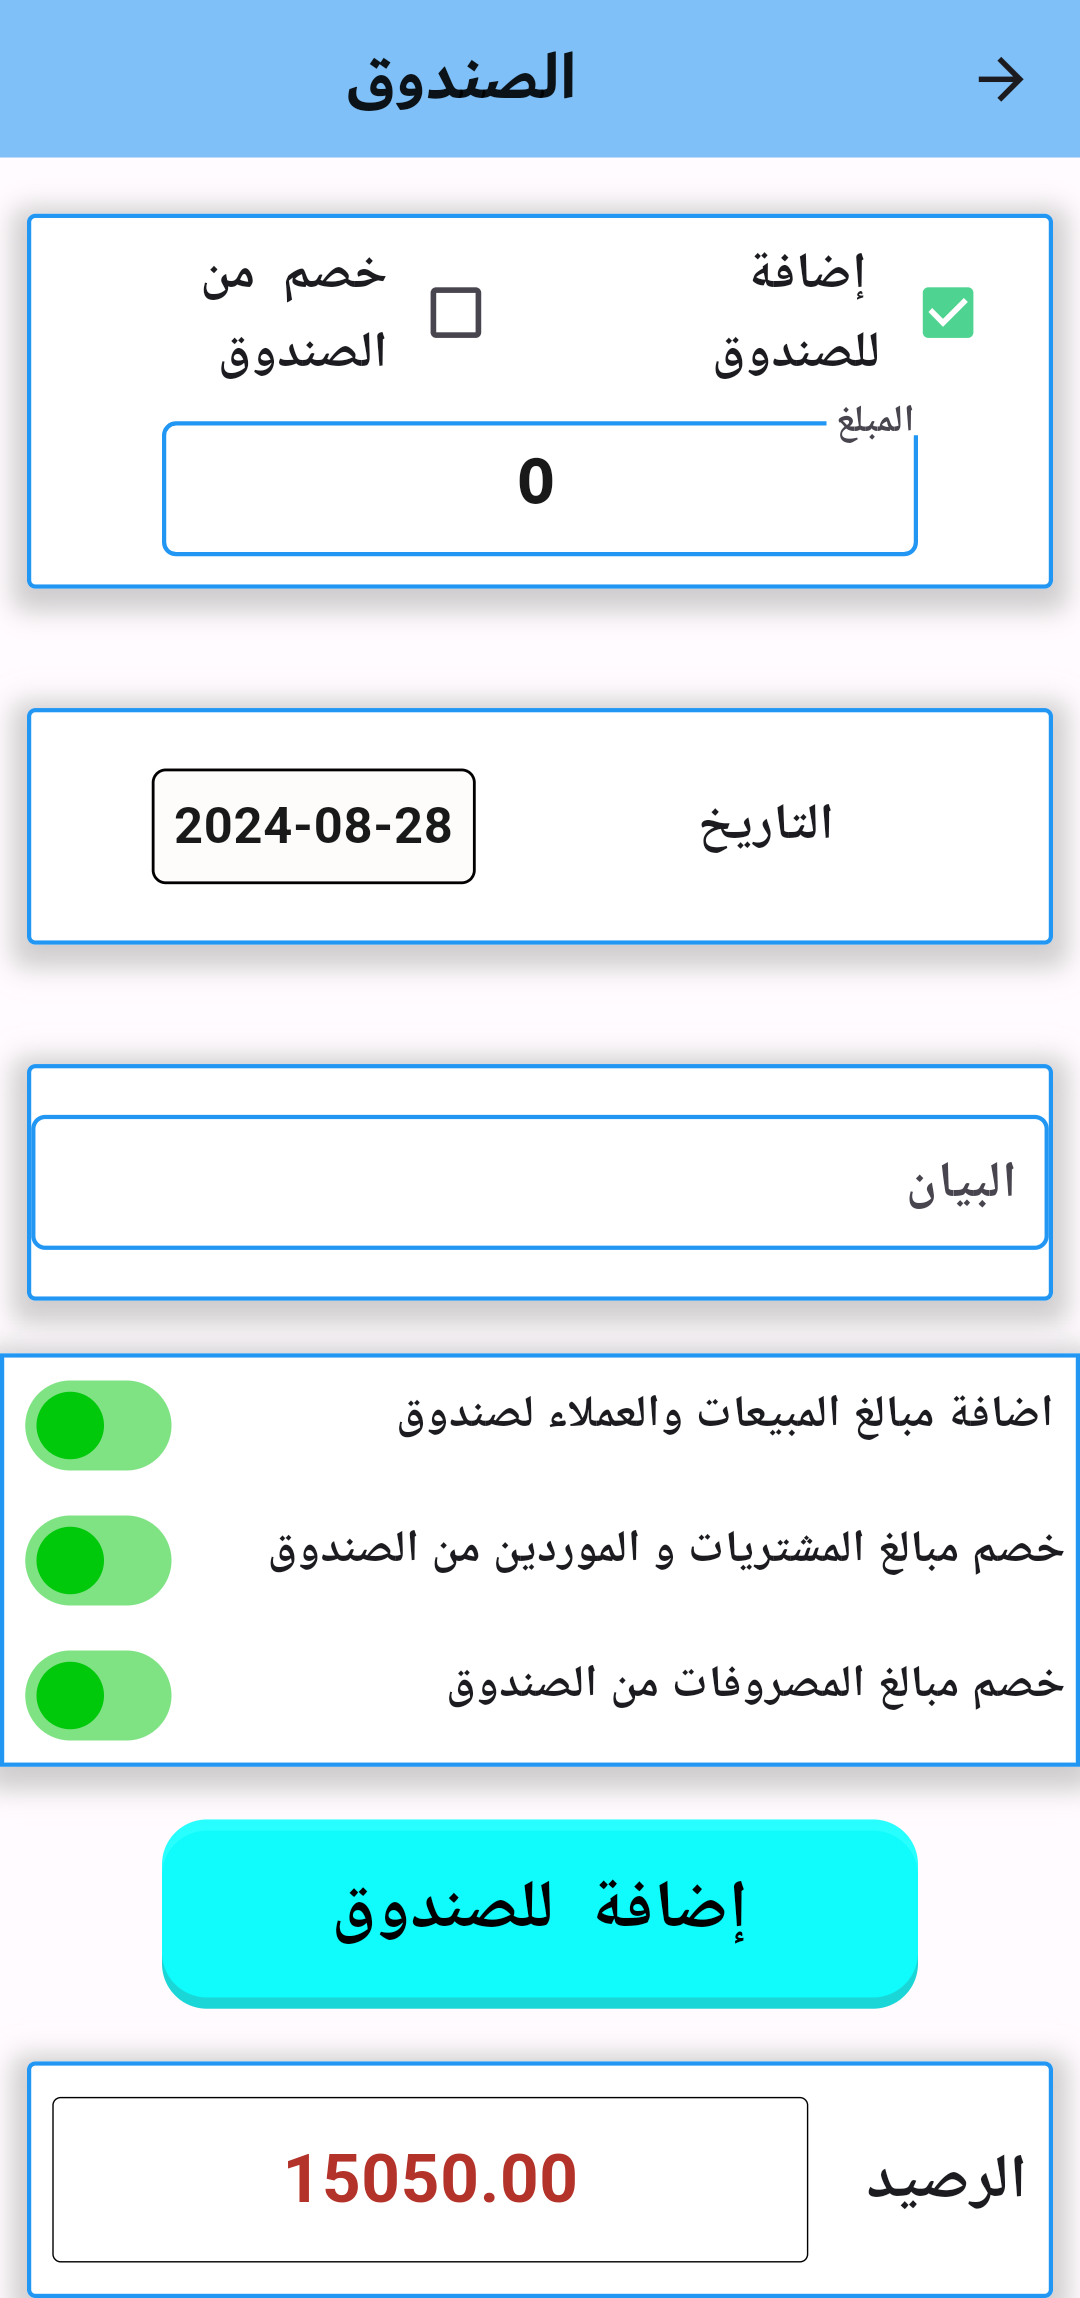 الصندوق
إضافة
للصندوق
خصم من
الصندوق
المبلغ
0
التاريخ
2024-08-28
البيان
اضافة مبالغ المبيعات والعملاء لصندوق
خصم مبالغ المشتريات و الموردين من الصندوق
خصم مبالغ المصروفات من الصندوق
إضافة للصندوق
الرصيد
15050.00